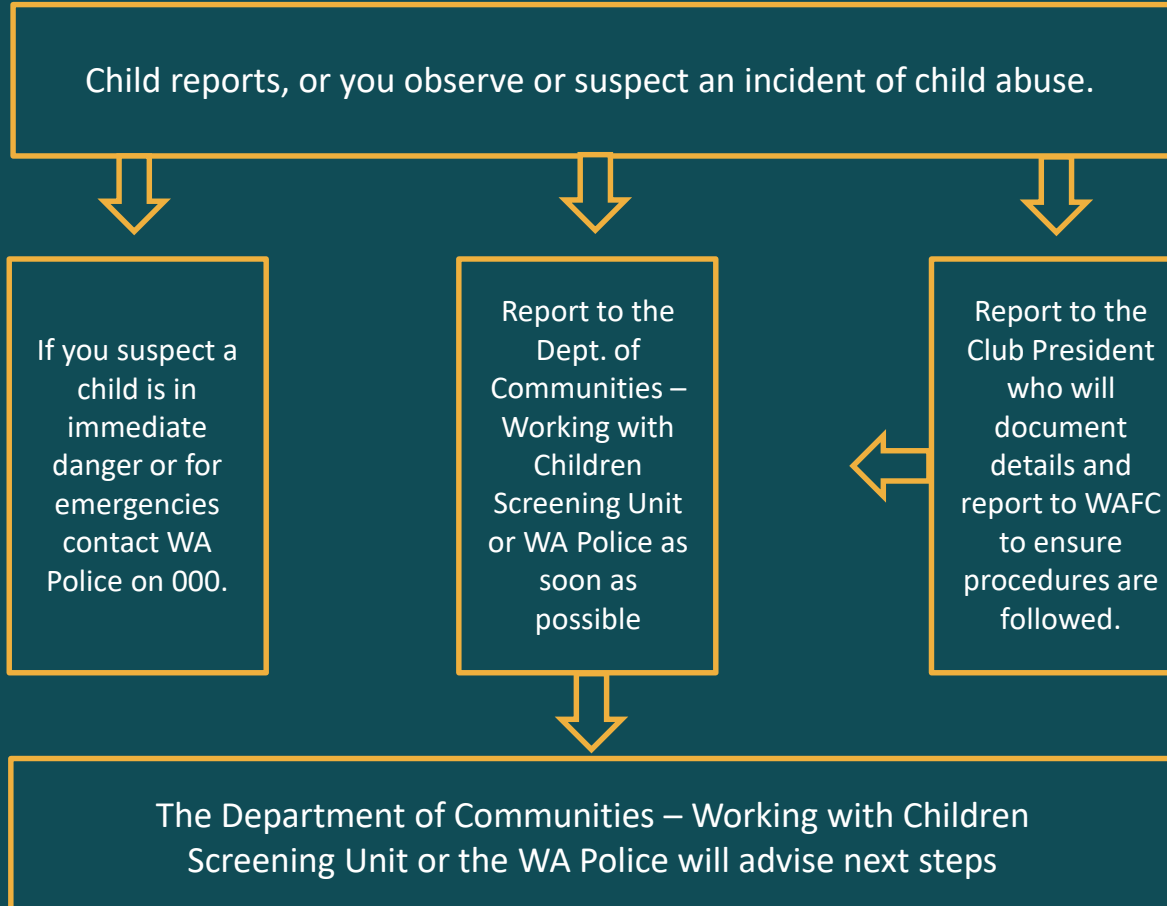 Child reports, or you observe or suspect an incident of child abuse.
If you suspect a
child is in
immediate
danger or for
emergencies
contact WA
Police on 000.
Report to the
Dept. of
Communities –
Working with
Children
Screening Unit
or WA Police as
soon as
possible
Report to the
Club President
who will
document
details and
report to WAFC
to ensure
procedures are
followed.
The Department of Communities – Working with Children
Screening Unit or the WA Police will advise next steps